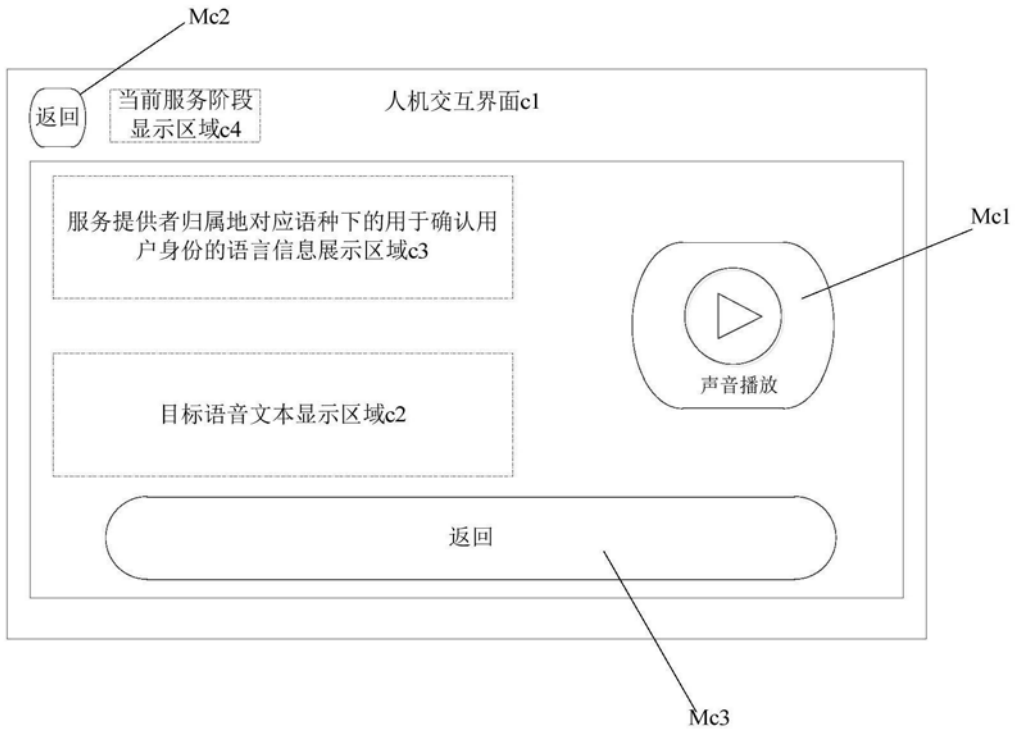 Mc2
返回
当前服务阶段
显示区域c4
人机交互界面c1
服务提供者归属地对应语种下的用于确认用
户身份的语言信息展示区域c3
Mc1
声音播放
目标语音文本显示区域c2
返回
Mc3